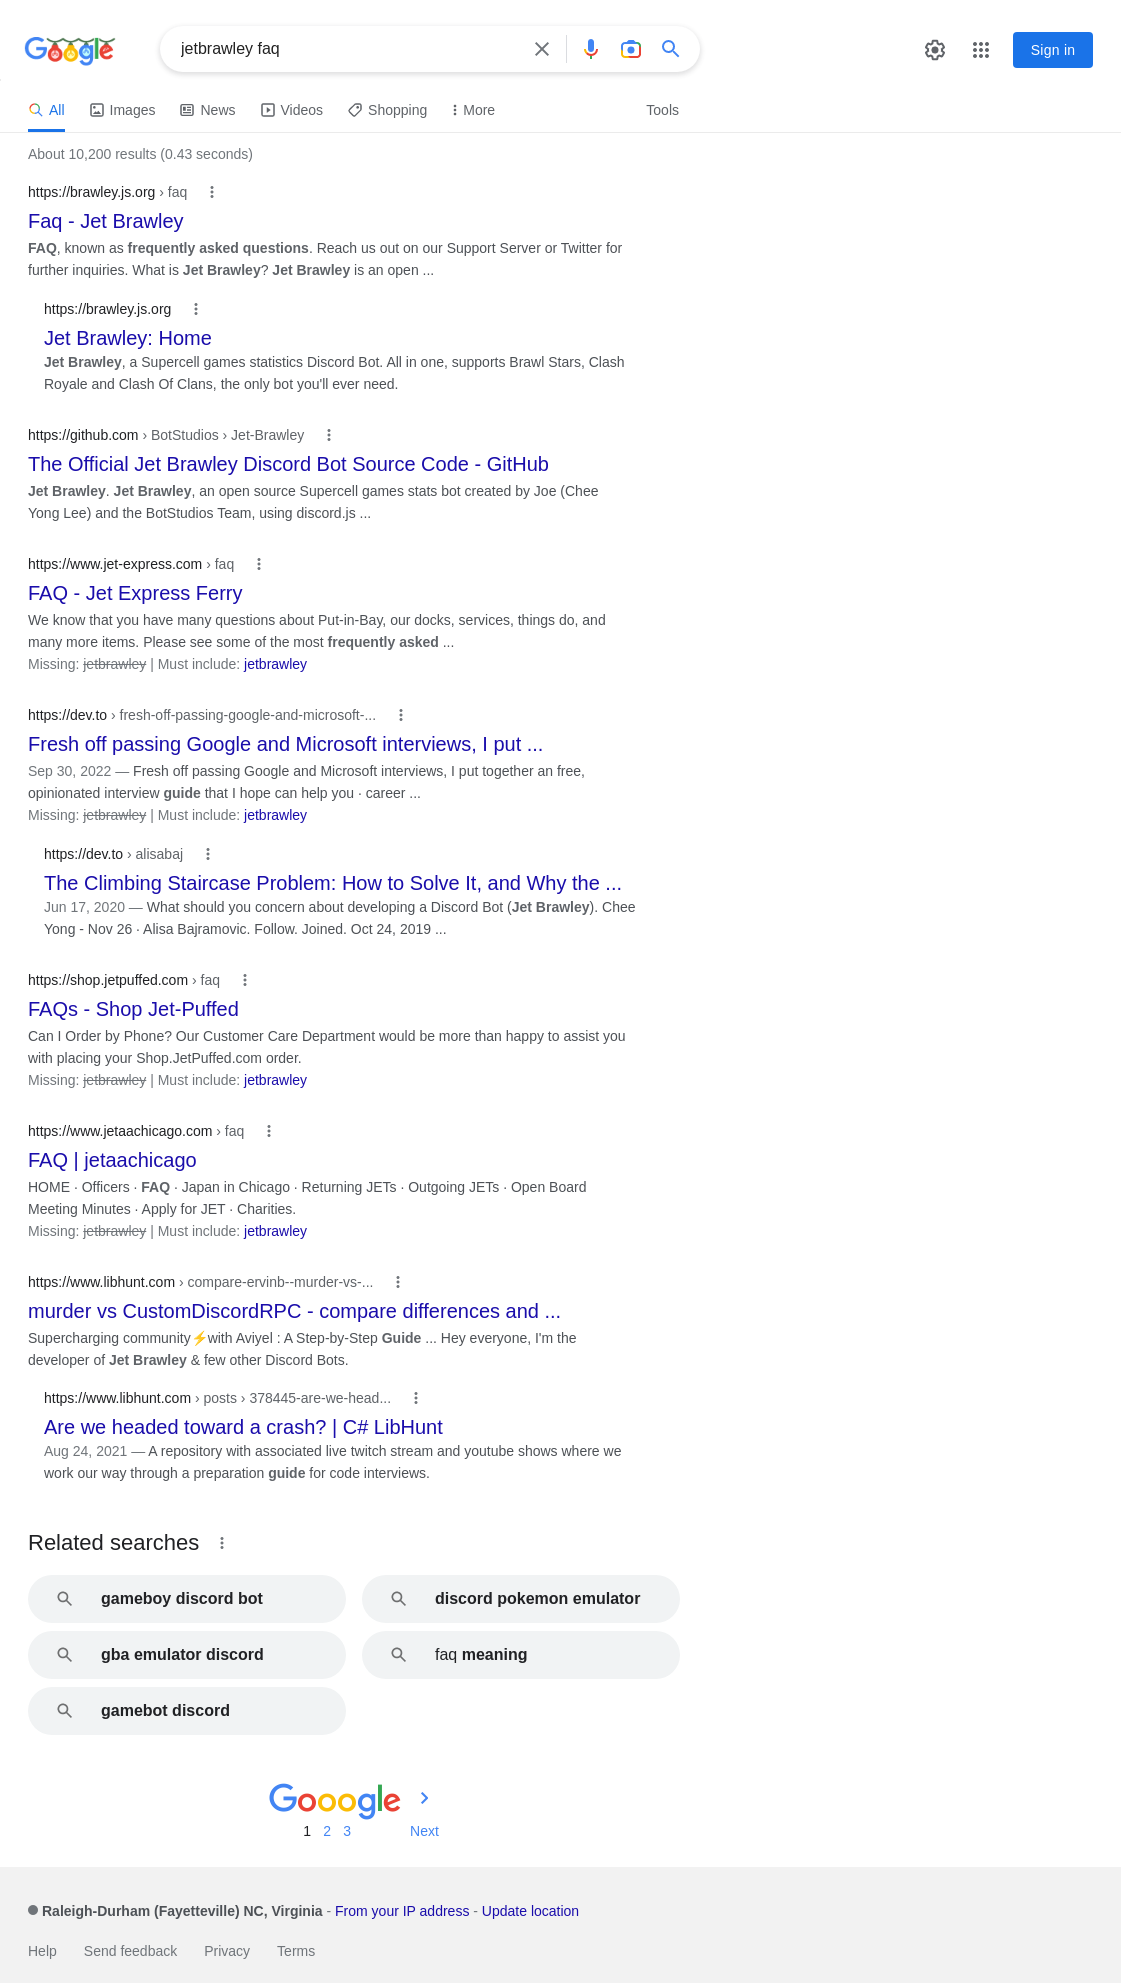 Google
jetbrawley faq
Sign in
All Images News Videos Shopping More Tools
About 10,200 results (0.43 seconds)
https://brawley.js.org › faq
Faq - Jet Brawley
FAQ, known as frequently asked questions. Reach us out on our Support Server or Twitter for
further inquiries. What is Jet Brawley? Jet Brawley is an open ...
https://brawley.js.org
Jet Brawley: Home
Jet Brawley, a Supercell games statistics Discord Bot. All in one, supports Brawl Stars, Clash
Royale and Clash Of Clans, the only bot you'll ever need.
https://github.com › BotStudios › Jet-Brawley
The Official Jet Brawley Discord Bot Source Code - GitHub
Jet Brawley. Jet Brawley, an open source Supercell games stats bot created by Joe (Chee
Yong Lee) and the BotStudios Team, using discord.js ...
https://www.jet-express.com › faq
FAQ - Jet Express Ferry
We know that you have many questions about Put-in-Bay, our docks, services, things do, and
many more items. Please see some of the most frequently asked ...
Missing: jetbrawley | Must include: jetbrawley
https://dev.to › fresh-off-passing-google-and-microsoft-...
Fresh off passing Google and Microsoft interviews, I put ...
Sep 30, 2022 — Fresh off passing Google and Microsoft interviews, I put together an free,
opinionated interview guide that I hope can help you · career ...
Missing: jetbrawley | Must include: jetbrawley
https://dev.to › alisabaj
The Climbing Staircase Problem: How to Solve It, and Why the ...
Jun 17, 2020 — What should you concern about developing a Discord Bot (Jet Brawley). Chee
Yong - Nov 26 · Alisa Bajramovic. Follow. Joined. Oct 24, 2019 ...
https://shop.jetpuffed.com › faq
FAQs - Shop Jet-Puffed
Can I Order by Phone? Our Customer Care Department would be more than happy to assist you
with placing your Shop.JetPuffed.com order.
Missing: jetbrawley | Must include: jetbrawley
https://www.jetaachicago.com › faq
FAQ | jetaachicago
HOME · Officers · FAQ · Japan in Chicago · Returning JETs · Outgoing JETs · Open Board
Meeting Minutes · Apply for JET · Charities.
Missing: jetbrawley | Must include: jetbrawley
https://www.libhunt.com › compare-ervinb--murder-vs-...
murder vs CustomDiscordRPC - compare differences and ...
Supercharging community⚡with Aviyel : A Step-by-Step Guide ... Hey everyone, I'm the
developer of Jet Brawley & few other Discord Bots.
https://www.libhunt.com › posts › 378445-are-we-head...
Are we headed toward a crash? | C# LibHunt
Aug 24, 2021 — A repository with associated live twitch stream and youtube shows where we
work our way through a preparation guide for code interviews.
Related searches
gameboy discord bot
discord pokemon emulator
gba emulator discord
faq meaning
gamebot discord
Gooogle
1 2 3 Next
Raleigh-Durham (Fayetteville) NC, Virginia - From your IP address - Update location
Help Send feedback Privacy Terms